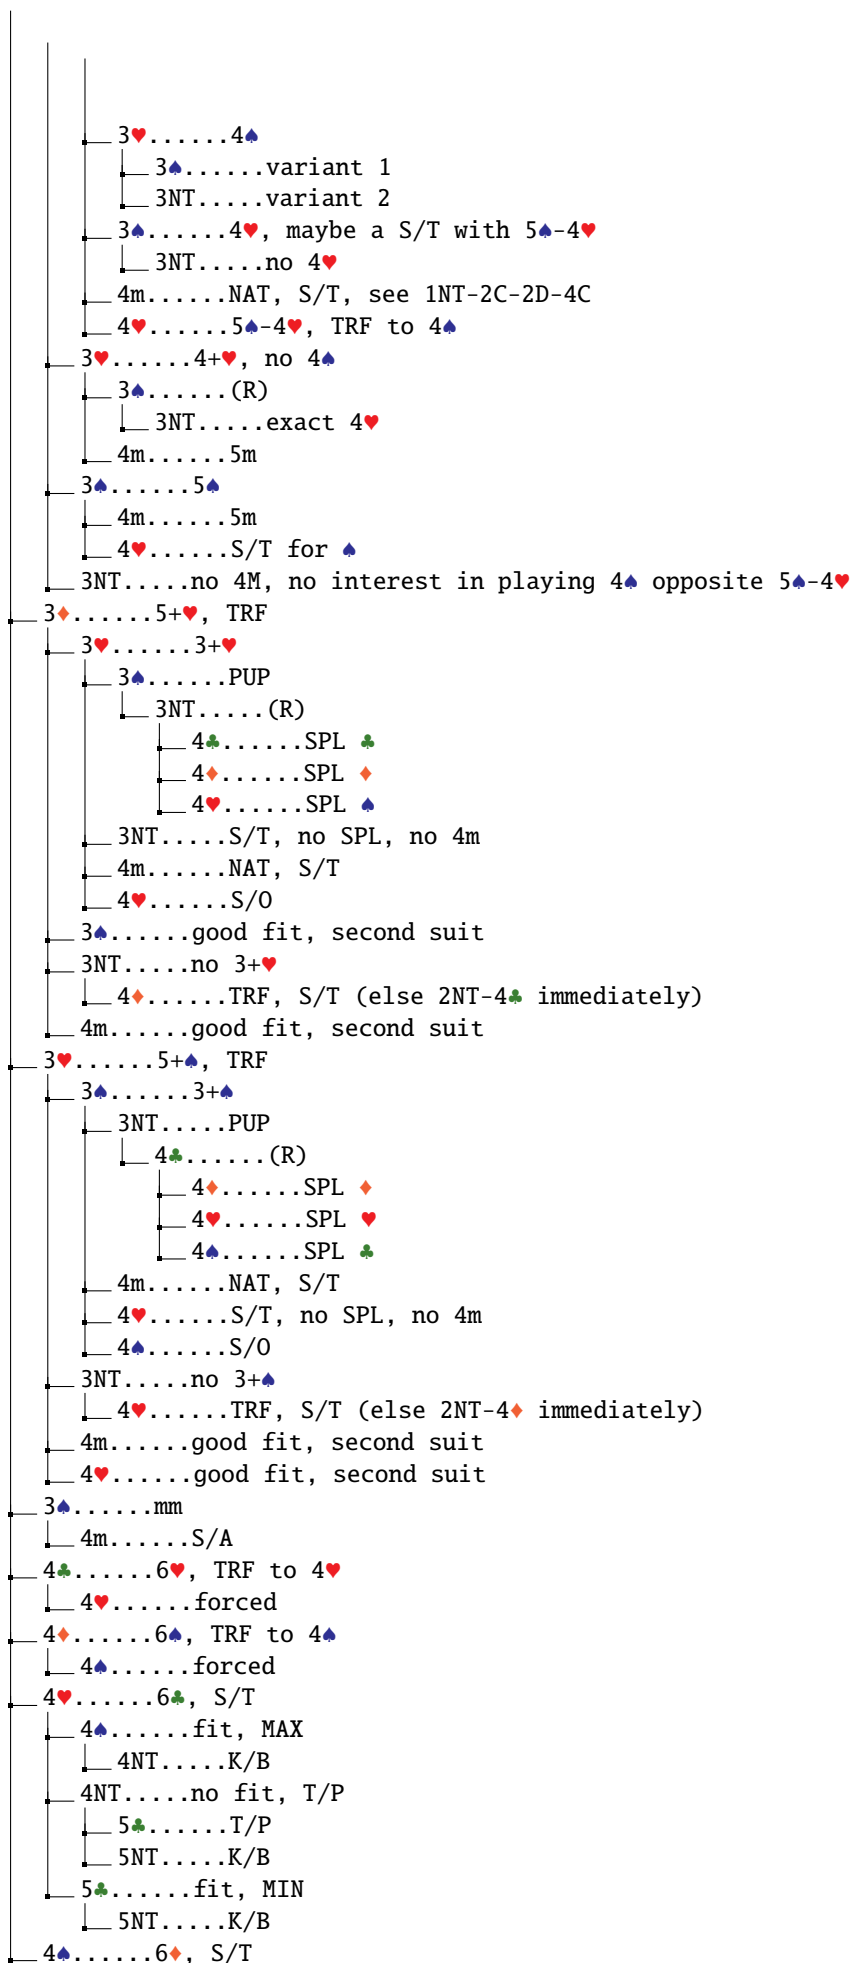 3♥......4♠
3♠......variant 1
3NT.....variant 2
3♠......4♥, maybe a S/T with 5♠-4♥
3NT.....no 4♥
4m......NAT, S/T, see 1NT-2C-2D-4C
4♥......5♠-4♥, TRF to 4♠
3♥......4+♥, no 4♠
3♠......(R)
3NT.....exact 4♥
4m......5m
3♠......5♠
4m......5m
4♥......S/T for ♠
3NT.....no 4M, no interest in playing 4♠ opposite 5♠-4♥
3♦......5+♥, TRF
3♥......3+♥
3♠......PUP
3NT.....(R)
4♣......SPL ♣
4♦......SPL ♦
4♥......SPL ♠
3NT.....S/T, no SPL, no 4m
4m......NAT, S/T
4♥......S/O
3♠......good fit, second suit
3NT.....no 3+♥
4♦......TRF, S/T (else 2NT-4♣ immediately)
4m......good fit, second suit
3♥......5+♠, TRF
3♠......3+♠
3NT.....PUP
4♣......(R)
4♦......SPL ♦
4♥......SPL ♥
4♠......SPL ♣
4m......NAT, S/T
4♥......S/T, no SPL, no 4m
4♠......S/O
3NT.....no 3+♠
4♥......TRF, S/T (else 2NT-4♦ immediately)
4m......good fit, second suit
4♥......good fit, second suit
3♠......mm
4m......S/A
4♣......6♥, TRF to 4♥
4♥......forced
4♦......6♠, TRF to 4♠
4♠......forced
4♥......6♣, S/T
4♠......fit, MAX
4NT.....K/B
4NT.....no fit, T/P
5♣......T/P
5NT.....K/B
5♣......fit, MIN
5NT.....K/B
4♠......6♦, S/T